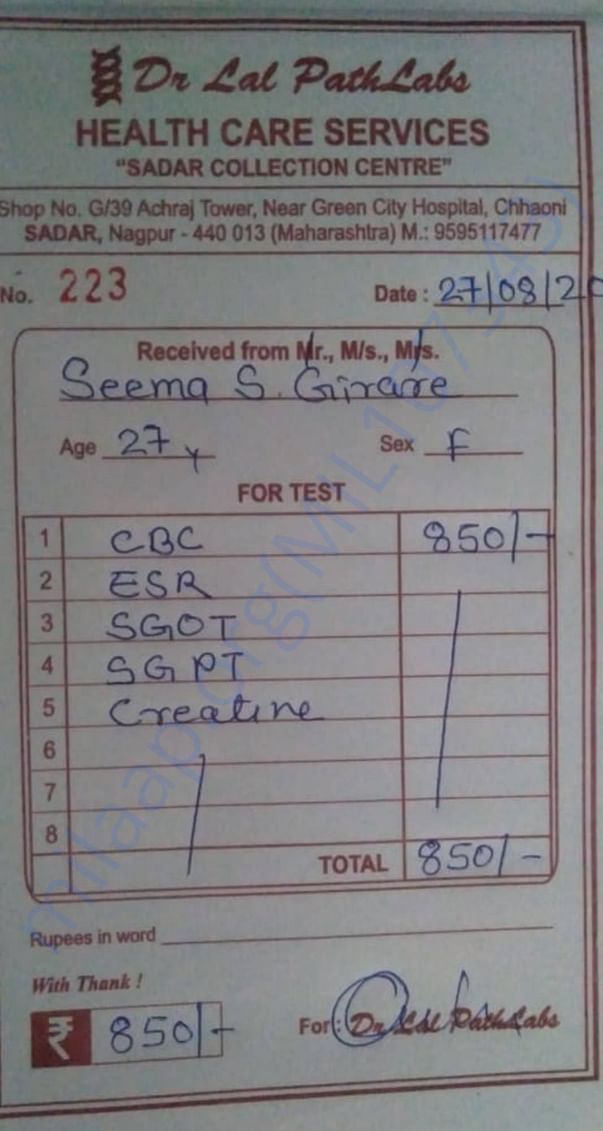 Dr Lal PathLabs
HEALTH CARE SERVICES
"SADAR COLLECTION CENTRE"
Shop No. G/39 Achraj Tower, Near Green City Hospital, Chhaoni
SADAR, Nagpur - 440 013 (Maharashtra) M.: 9595117477
No. 223 Date : 27/08/20
Received from Mr., M/s., Mrs.
Seema S. Girare
Age 27 y Sex F
FOR TEST
1 CBC 850/-
2 ESR
3 SGOT
4 SGPT
5 Creatine
6
7
8
TOTAL 850/-
Rupees in word
With Thank !
₹ 850/- For : Dr Lal PathLabs